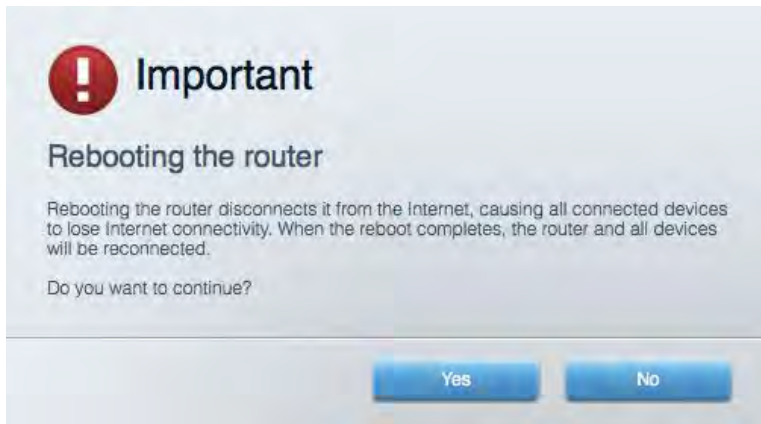 Important
Rebooting the router
Rebooting the router disconnects it from the Internet, causing all connected devices
to lose Internet connectivity. When the reboot completes, the router and all devices
will be reconnected.
Do you want to continue?
Yes
No